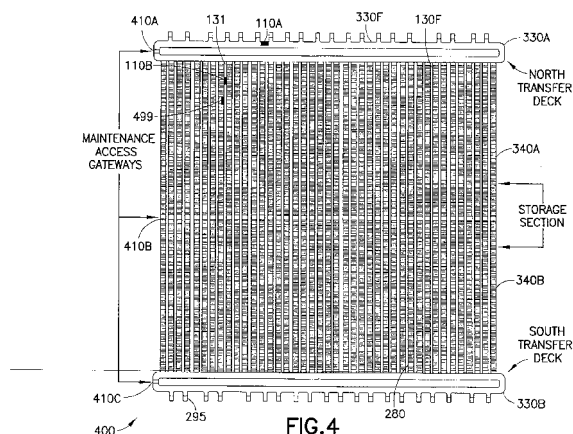 410A
131
110A
330F
130F
330A
110B
NORTH
TRANSFER
DECK
499
MAINTENANCE
ACCESS
GATEWAYS
340A
STORAGE
SECTION
410B
340B
SOUTH
TRANSFER
DECK
410C
295
280
330B
400
FIG.4